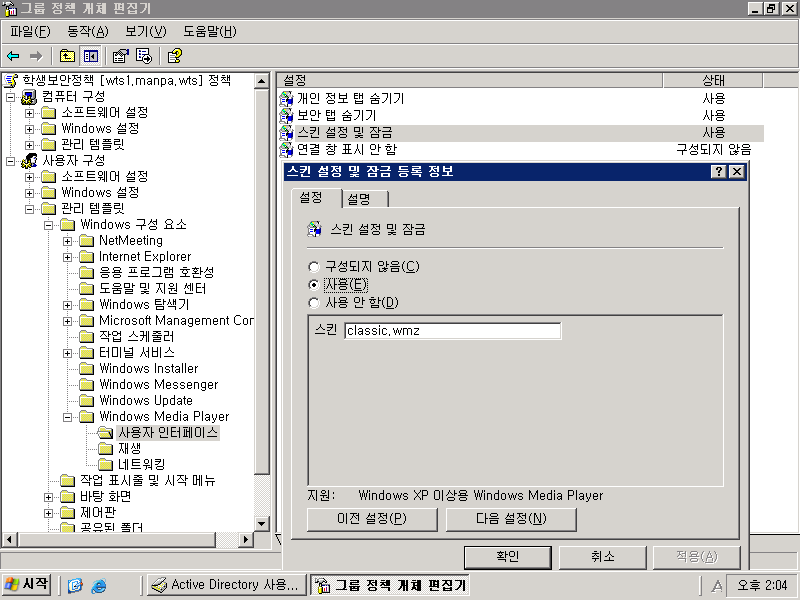 그룹 정책 개체 편집기
파일(F) 동작(A) 보기(V) 도움말(H)
학생보안정책 [wts1.manpa.wts] 정책
컴퓨터 구성
소프트웨어 설정
Windows 설정
관리 템플릿
사용자 구성
소프트웨어 설정
Windows 설정
관리 템플릿
Windows 구성 요소
NetMeeting
Internet Explorer
응용 프로그램 호환성
도움말 및 지원 센터
Windows 탐색기
Microsoft Management Cor
작업 스케줄러
터미널 서비스
Windows Installer
Windows Messenger
Windows Update
Windows Media Player
사용자 인터페이스
재생
네트워킹
작업 표시줄 및 시작 메뉴
바탕 화면
제어판
공유된 폴더
설정 상태
개인 정보 탭 숨기기 사용
보안 탭 숨기기 사용
스킨 설정 및 잠금 사용
연결 창 표시 안 함 구성되지 않음
스킨 설정 및 잠금 등록 정보
설정 설명
스킨 설정 및 잠금
구성되지 않음(C)
사용(E)
사용 안 함(D)
스킨 classic.wmz
지원: Windows XP 이상용 Windows Media Player
이전 설정(P) 다음 설정(N)
확인 취소 적용(A)
시작 Active Directory 사용... 그룹 정책 개체 편집기 A 오후 2:04